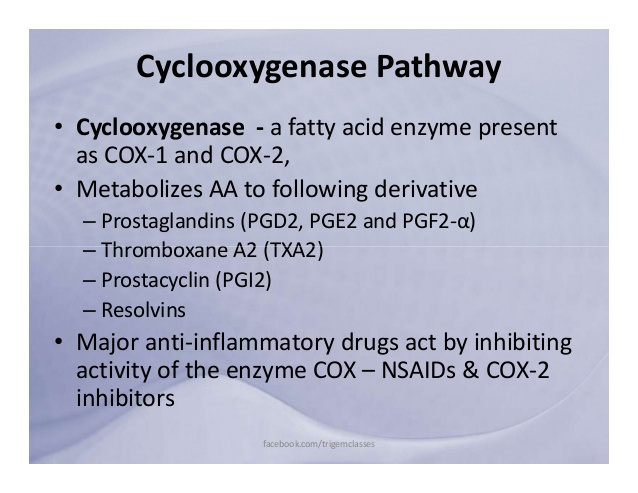 Cyclooxygenase Pathway
• Cyclooxygenase - a fatty acid enzyme present
as COX-1 and COX-2,
• Metabolizes AA to following derivative
– Prostaglandins (PGD2, PGE2 and PGF2-α)
– Thromboxane A2 (TXA2)
– Prostacyclin (PGI2)
– Resolvins
• Major anti-inflammatory drugs act by inhibiting
activity of the enzyme COX – NSAIDs & COX-2
inhibitors
facebook.com/trigemclasses